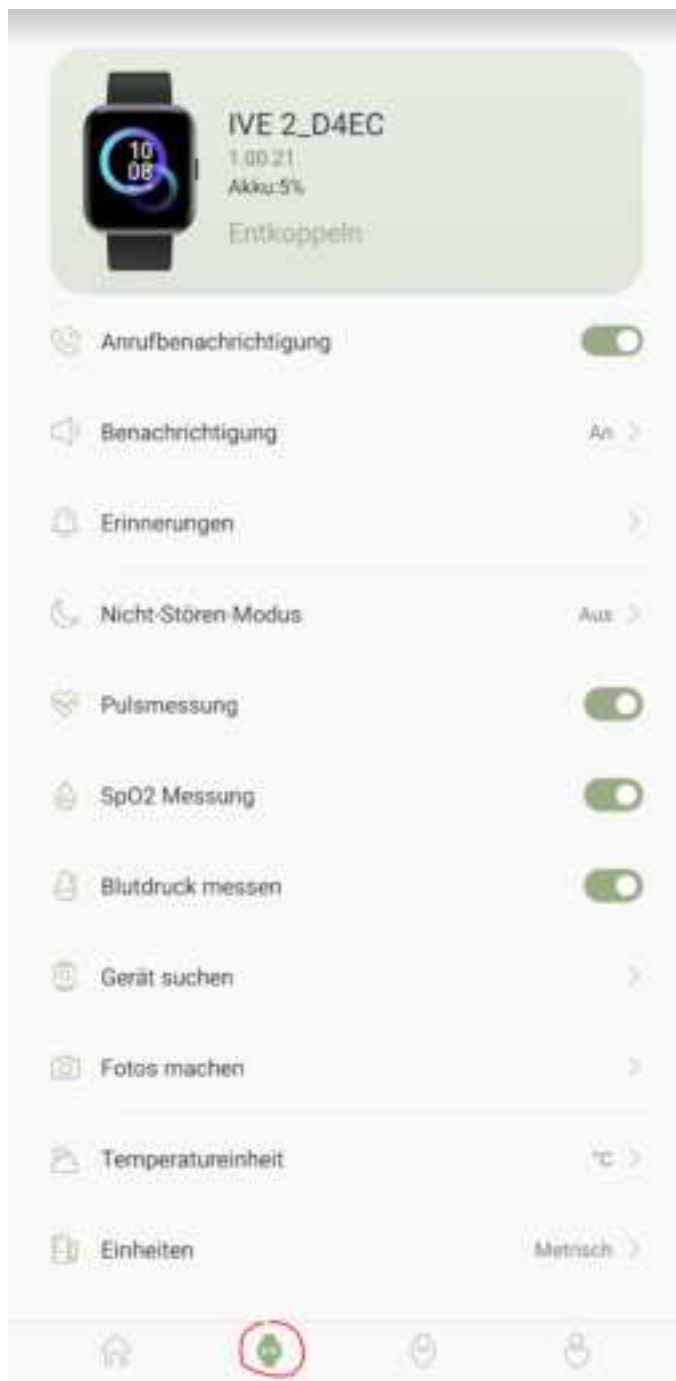 10
08
IVE 2_D4EC
1.00.21
Akku:5%
Entkoppeln
Anrufbenachrichtigung
Benachrichtigung An
Erinnerungen
Nicht-Stören-Modus Aus
Pulsmessung
SpO2 Messung
Blutdruck messen
Gerät suchen
Fotos machen
Temperatureinheit °C
Einheiten Metrisch